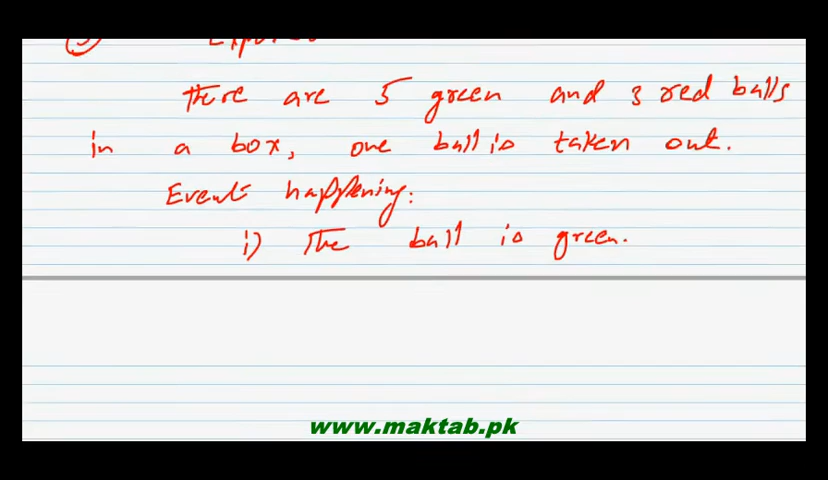 There are 5 green and 3 red balls
in a box, one ball is taken out.
Event happening:
i) The ball is green.
www.maktab.pk